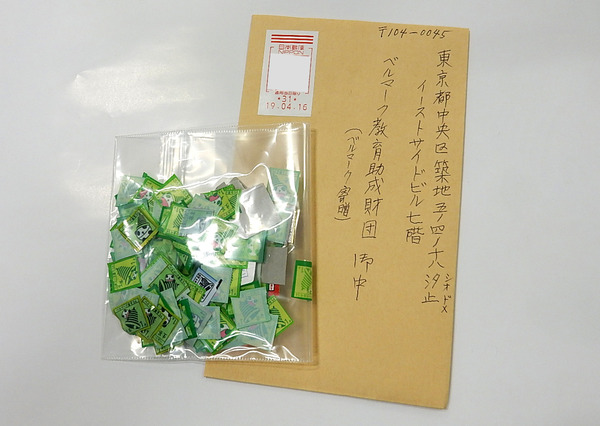 〒104-0045
東京都中央区築地五ノ四ノ十八 汐止
シオドメ
イーストサイドビル七階
ベルマーク教育助成財団 御中
(ベルマーク寄贈)
日本郵便
NIPPON
・31・
19.04.16